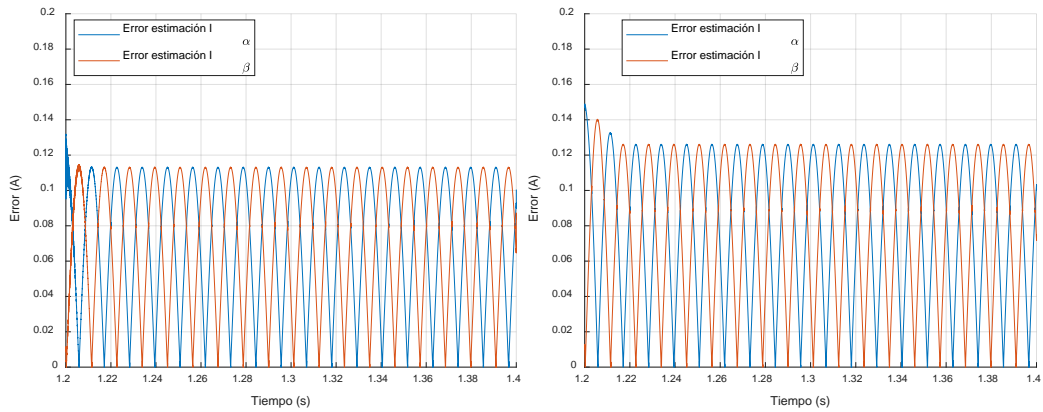 0.2
0.18
0.16
0.14
0.12
0.1
0.08
0.06
0.04
0.02
0
Error (A)
Error estimación I α
Error estimación I β
1.2 1.22 1.24 1.26 1.28 1.3 1.32 1.34 1.36 1.38 1.4
Tiempo (s)
0.2
0.18
0.16
0.14
0.12
0.1
0.08
0.06
0.04
0.02
0
Error (A)
Error estimación I α
Error estimación I β
1.2 1.22 1.24 1.26 1.28 1.3 1.32 1.34 1.36 1.38 1.4
Tiempo (s)